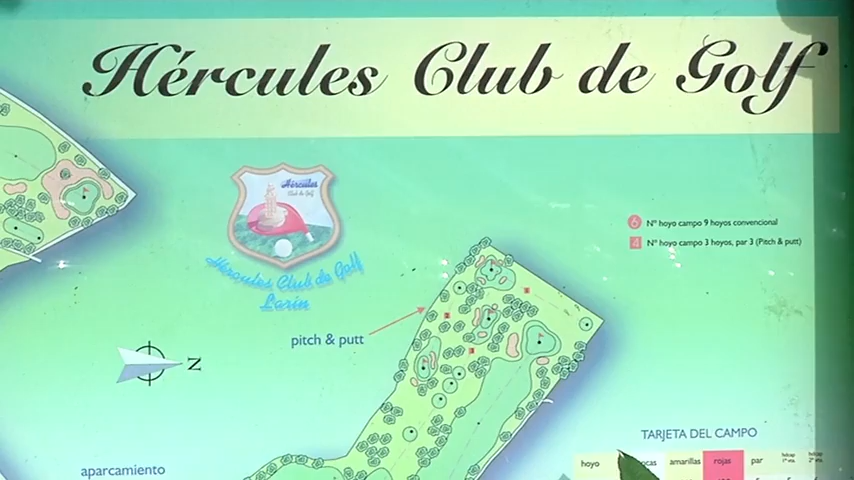 Hércules Club de Golf
Hércules
Club de Golf
Hércules Club de Golf
Larín
6 Nº hoyo campo 9 hoyos convencional
4 Nº hoyo campo 3 hoyos, par 3 (Pitch & putt)
pitch & putt
N
aparcamiento
TARJETA DEL CAMPO
hoyo amarillas rojas par